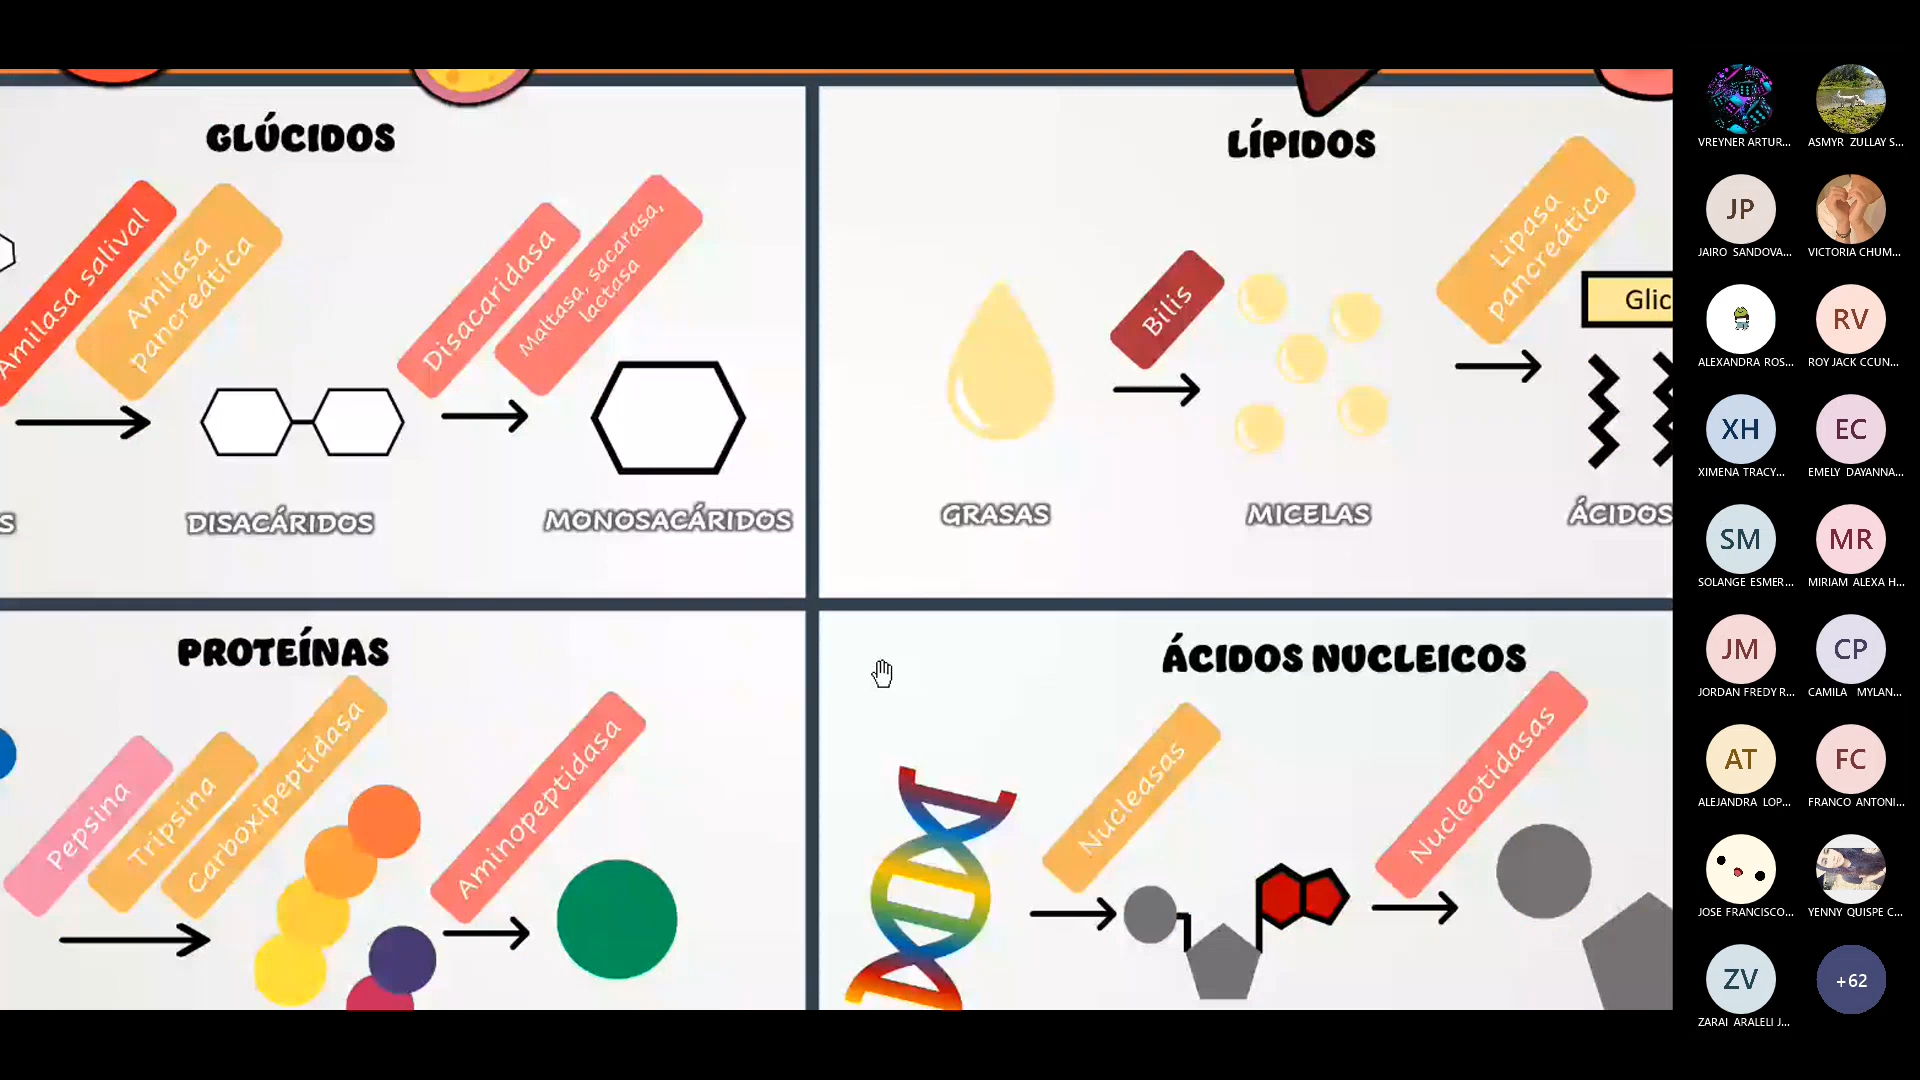 GLÚCIDOS
Amilasa salival
Amilasa
pancreática
Disacaridasa
Maltasa, sacarasa,
lactasa
S
DISACÁRIDOS
MONOSACÁRIDOS
LÍPIDOS
Bilis
Lipasa
pancreática
Glic
GRASAS
MICELAS
ÁCIDOS
PROTEÍNAS
Pepsina
Tripsina
Carboxipeptidasa
Aminopeptidasa
ÁCIDOS NUCLEICOS
Nucleasas
Nucleotidasas
VREYNER ARTUR...
ASMYR ZULLAY S...
JP
JAIRO SANDOVA...
VICTORIA CHUM...
ALEXANDRA ROS...
RV
ROY JACK CCUN...
XH
XIMENA TRACY...
EC
EMELY DAYANNA...
SM
SOLANGE ESMER...
MR
MIRIAM ALEXA H...
JM
JORDAN FREDY R...
CP
CAMILA MYLAN...
AT
ALEJANDRA LOP...
FC
FRANCO ANTONI...
JOSE FRANCISCO...
YENNY QUISPE C...
ZV
ZARAI ARALELI J...
+62